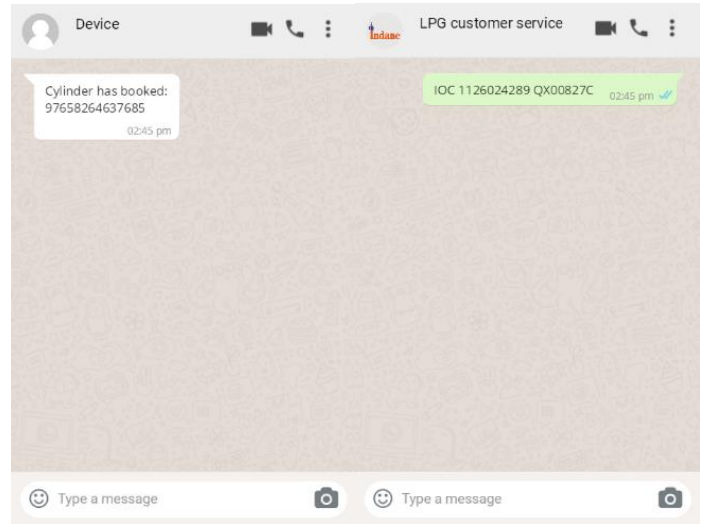 Device
Cylinder has booked:
97658264637685
02:45 pm
Type a message
Indane
LPG customer service
IOC 1126024289 QX00827C
02:45 pm
Type a message